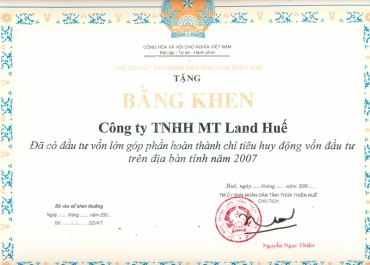 CỘNG HÒA XÃ HỘI CHỦ NGHĨA VIỆT NAM
Độc lập - Tự do - Hạnh phúc
CHỦ TỊCH ỦY BAN NHÂN DÂN TỈNH THỪA THIÊN HUẾ
TẶNG
BẰNG KHEN
Công ty TNHH MT Land Huế
Đã có đầu tư vốn lớn góp phần hoàn thành chỉ tiêu huy động vốn đầu tư
trên địa bàn tỉnh năm 2007
Huế, ngày ..... tháng ..... năm 200...
TM.ỦY BAN NHÂN DÂN TỈNH THỪA THIÊN HUẾ
CHỦ TỊCH
Đã vào sổ khen thưởng
Ngày....... tháng ..... năm 250...
Số.............QĐ/KT
Nguyễn Ngọc Thiện